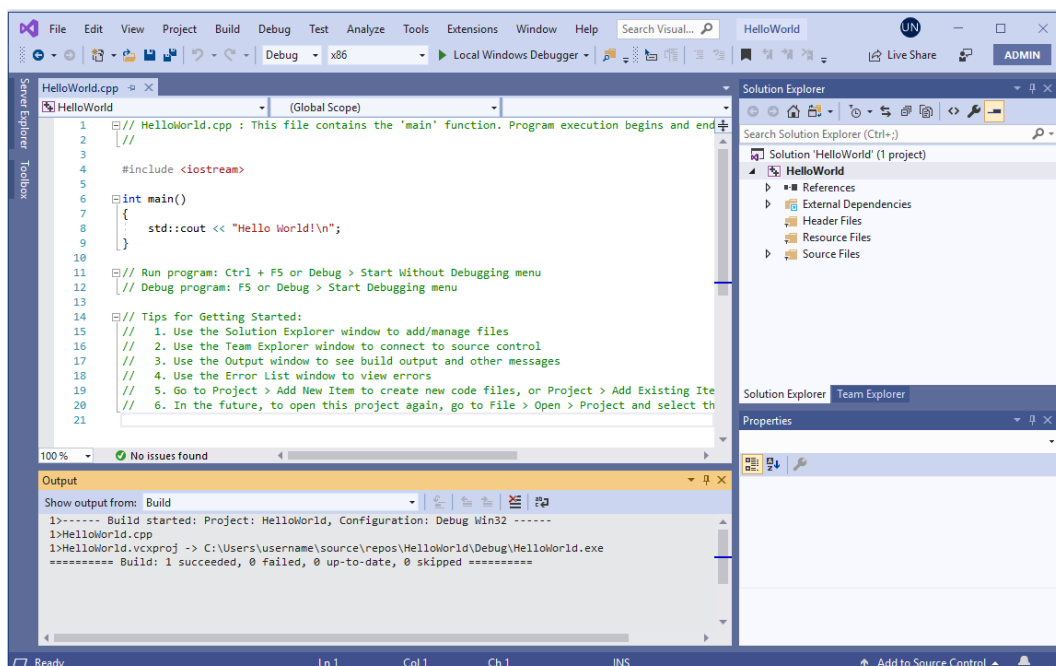 File Edit View Project Build Debug Test Analyze Tools Extensions Window Help Search Visual... HelloWorld UN
Debug x86 Local Windows Debugger Live Share ADMIN
Server Explorer
Toolbox
HelloWorld.cpp
HelloWorld (Global Scope)
1 // HelloWorld.cpp : This file contains the 'main' function. Program execution begins and end
2 //
3
4 #include <iostream>
5
6 int main()
7 {
8 std::cout << "Hello World!\n";
9 }
10
11 // Run program: Ctrl + F5 or Debug > Start Without Debugging menu
12 // Debug program: F5 or Debug > Start Debugging menu
13
14 // Tips for Getting Started:
15 // 1. Use the Solution Explorer window to add/manage files
16 // 2. Use the Team Explorer window to connect to source control
17 // 3. Use the Output window to see build output and other messages
18 // 4. Use the Error List window to view errors
19 // 5. Go to Project > Add New Item to create new code files, or Project > Add Existing Ite
20 // 6. In the future, to open this project again, go to File > Open > Project and select th
21
100 % No issues found
Output
Show output from: Build
1>------ Build started: Project: HelloWorld, Configuration: Debug Win32 ------
1>HelloWorld.cpp
1>HelloWorld.vcxproj -> C:\Users\username\source\repos\HelloWorld\Debug\HelloWorld.exe
========== Build: 1 succeeded, 0 failed, 0 up-to-date, 0 skipped ==========
Solution Explorer
Search Solution Explorer (Ctrl+;)
Solution 'HelloWorld' (1 project)
HelloWorld
References
External Dependencies
Header Files
Resource Files
Source Files
Solution Explorer Team Explorer
Properties
Ready Ln 1 Col 1 Ch 1 INS Add to Source Control